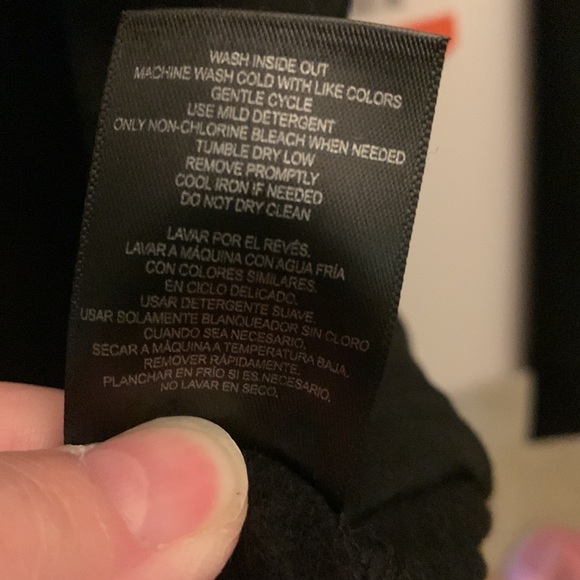 WASH INSIDE OUT
MACHINE WASH COLD WITH LIKE COLORS
GENTLE CYCLE
USE MILD DETERGENT
ONLY NON-CHLORINE BLEACH WHEN NEEDED
TUMBLE DRY LOW
REMOVE PROMPTLY
COOL IRON IF NEEDED
DO NOT DRY CLEAN
LAVAR POR EL REVÉS.
LAVAR A MÁQUINA CON AGUA FRÍA
CON COLORES SIMILARES.
EN CICLO DELICADO.
USAR DETERGENTE SUAVE.
USAR SOLAMENTE BLANQUEADOR SIN CLORO
CUANDO SEA NECESARIO.
SECAR A MÁQUINA A TEMPERATURA BAJA.
REMOVER RÁPIDAMENTE.
PLANCHAR EN FRÍO SI ES NECESARIO.
NO LAVAR EN SECO.